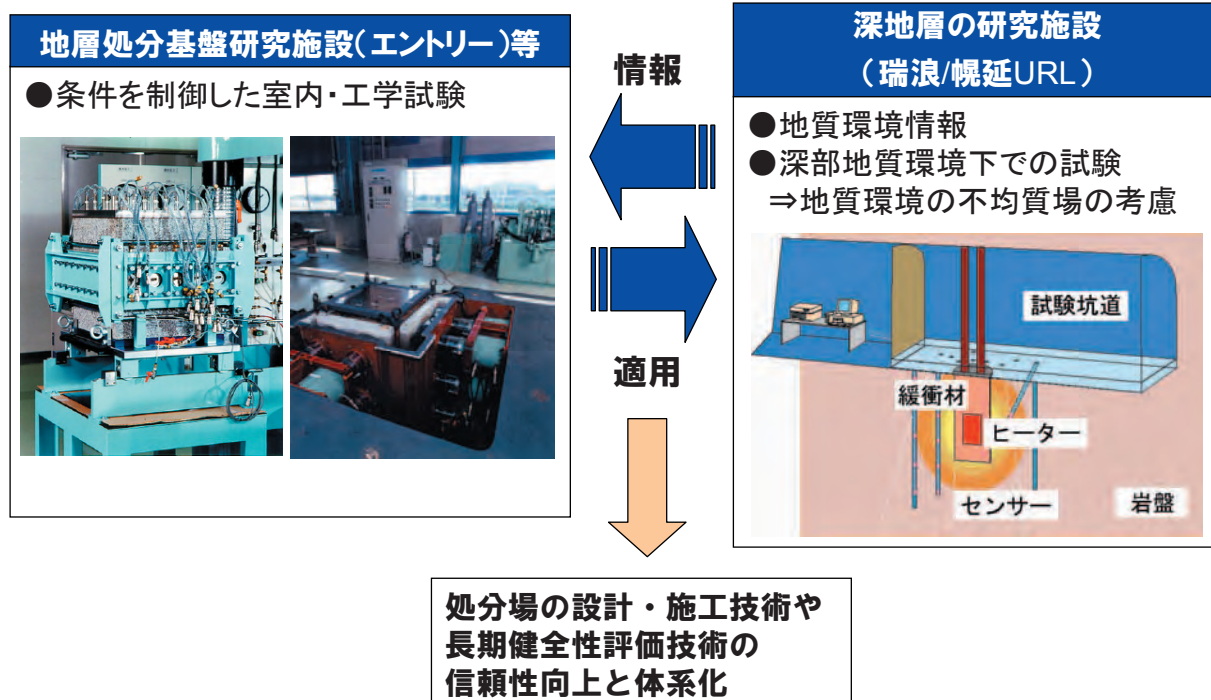 地層処分基盤研究施設(エントリー)等
●条件を制御した室内・工学試験
情報
適用
深地層の研究施設
(瑞浪/幌延URL)
●地質環境情報
●深部地質環境下での試験
⇒地質環境の不均質場の考慮
試験坑道
緩衝材
ヒーター
センサー
岩盤
処分場の設計・施工技術や
長期健全性評価技術の
信頼性向上と体系化